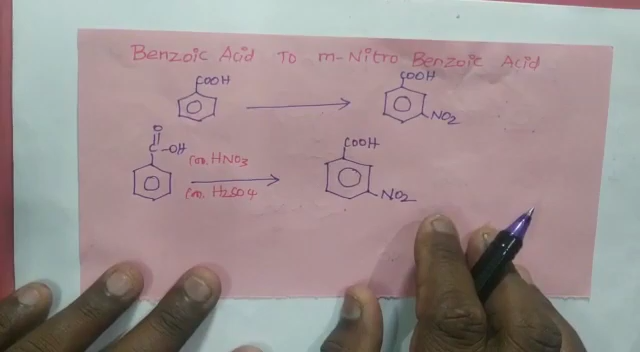 Benzoic Acid To m-Nitro Benzoic Acid
COOH COOH
NO2
O
C-OH Con. HNO3 COOH
Con. H2SO4 NO2